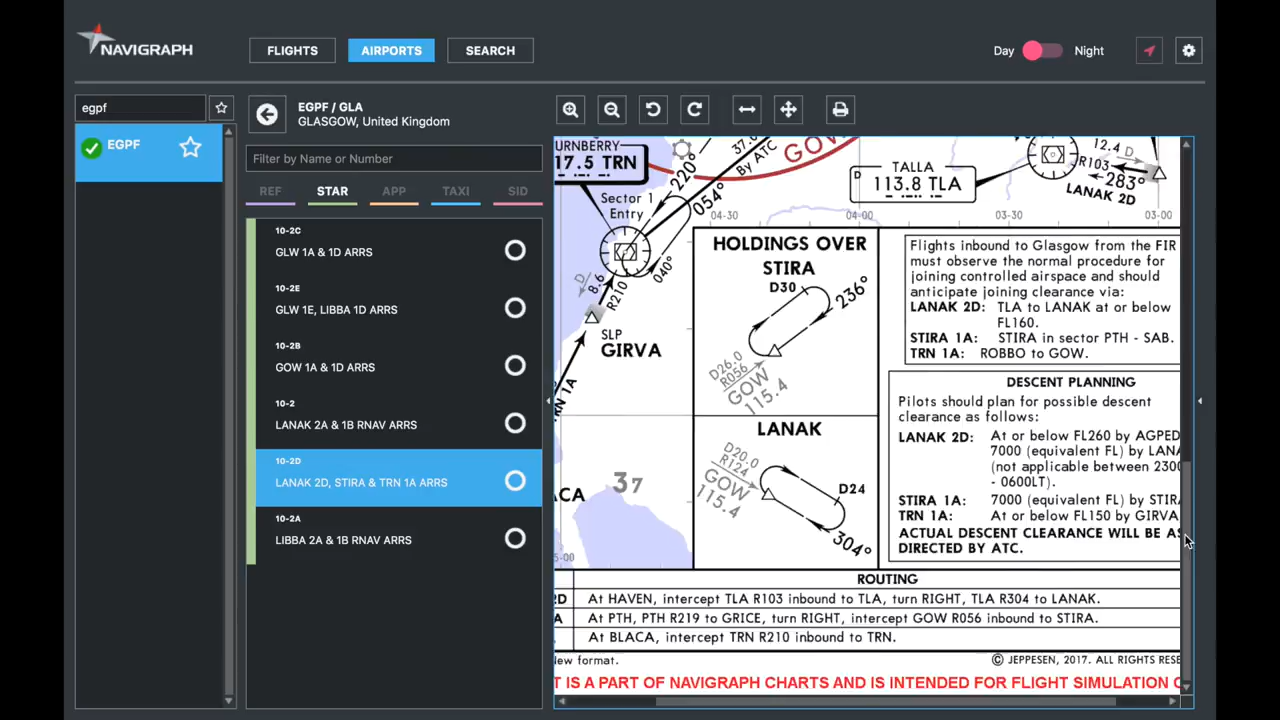 NAVIGRAPH
FLIGHTS
AIRPORTS
SEARCH
Day
Night
egpf
EGPF
EGPF / GLA
GLASGOW, United Kingdom
Filter by Name or Number
REF
STAR
APP
TAXI
SID
10-2C
GLW 1A & 1D ARRS
10-2E
GLW 1E, LIBBA 1D ARRS
10-2B
GOW 1A & 1D ARRS
10-2
LANAK 2A & 1B RNAV ARRS
10-2D
LANAK 2D, STIRA & TRN 1A ARRS
10-2A
LIBBA 2A & 1B RNAV ARRS
URNBERRY
17.5 TRN
Sector 1
Entry
220°
054°
37.0
By ATC
GOW
040°
D
8.6
R210
SLP
GIRVA
TRN 1A
ACA
37
5-00
04-30
04-00
03-30
03-00
TALLA
D
113.8 TLA
12.4 D
R103
283°
LANAK 2D
HOLDINGS OVER
STIRA
D30
236°
D26.0
R056
GOW
115.4
LANAK
D20.0
R124
GOW
115.4
D24
304°
Flights inbound to Glasgow from the FIR
must observe the normal procedure for
joining controlled airspace and should
anticipate joining clearance via:
LANAK 2D: TLA to LANAK at or below
FL160.
STIRA 1A: STIRA in sector PTH - SAB.
TRN 1A: ROBBO to GOW.
DESCENT PLANNING
Pilots should plan for possible descent
clearance as follows:
LANAK 2D: At or below FL260 by AGPED
7000 (equivalent FL) by LANA
(not applicable between 2300
- 0600LT).
STIRA 1A: 7000 (equivalent FL) by STIR
TRN 1A: At or below FL150 by GIRVA
ACTUAL DESCENT CLEARANCE WILL BE AS
DIRECTED BY ATC.
ROUTING
2D At HAVEN, intercept TLA R103 inbound to TLA, turn RIGHT, TLA R304 to LANAK.
A At PTH, PTH R219 to GRICE, turn RIGHT, intercept GOW R056 inbound to STIRA.
At BLACA, intercept TRN R210 inbound to TRN.
New format.
© JEPPESEN, 2017. ALL RIGHTS RESE
T IS A PART OF NAVIGRAPH CHARTS AND IS INTENDED FOR FLIGHT SIMULATION